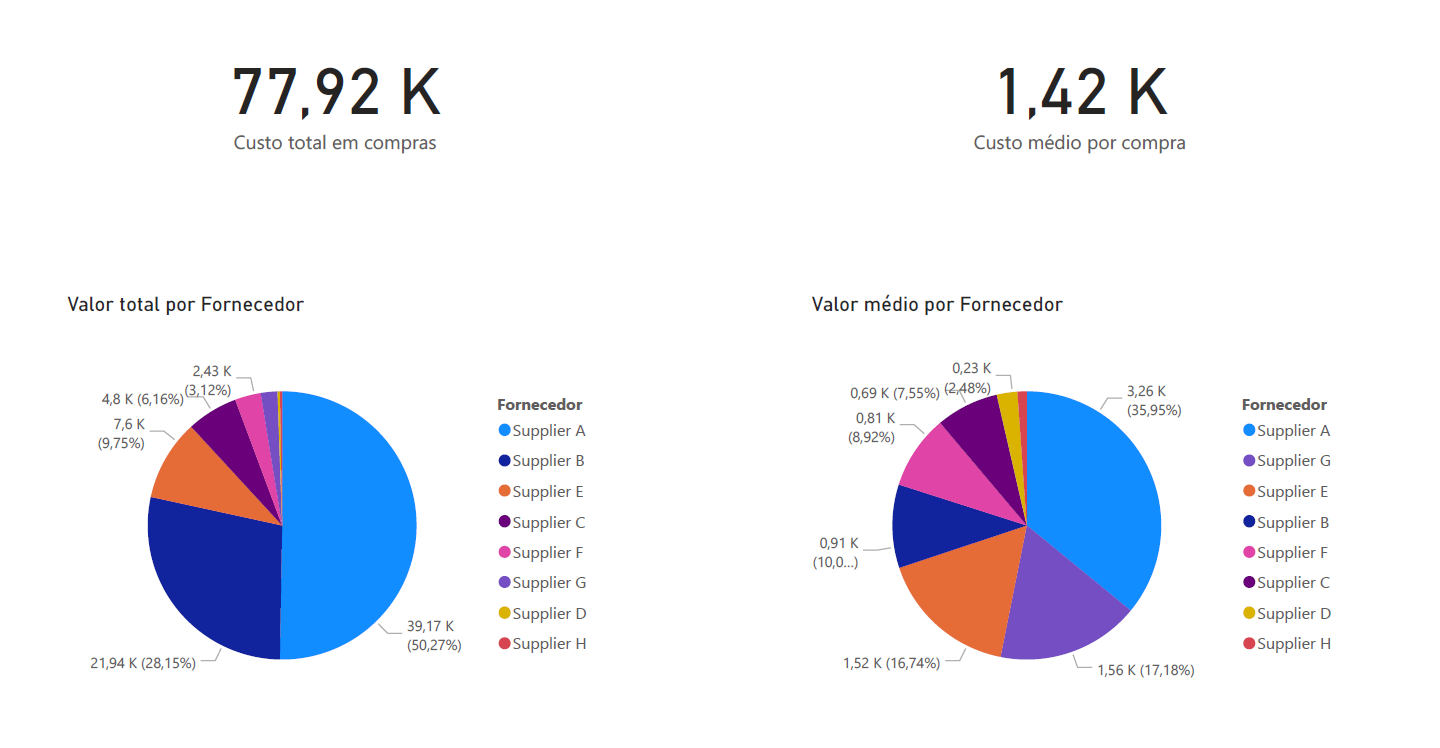 77,92 K
Custo total em compras
1,42 K
Custo médio por compra
Valor total por Fornecedor
2,43 K
(3,12%)
4,8 K (6,16%)
7,6 K
(9,75%)
21,94 K (28,15%)
39,17 K
(50,27%)
Fornecedor
Supplier A
Supplier B
Supplier E
Supplier C
Supplier F
Supplier G
Supplier D
Supplier H
Valor médio por Fornecedor
0,23 K
(2,48%)
0,69 K (7,55%)
0,81 K
(8,92%)
0,91 K
(10,0...)
1,52 K (16,74%)
1,56 K (17,18%)
3,26 K
(35,95%)
Fornecedor
Supplier A
Supplier G
Supplier E
Supplier B
Supplier F
Supplier C
Supplier D
Supplier H